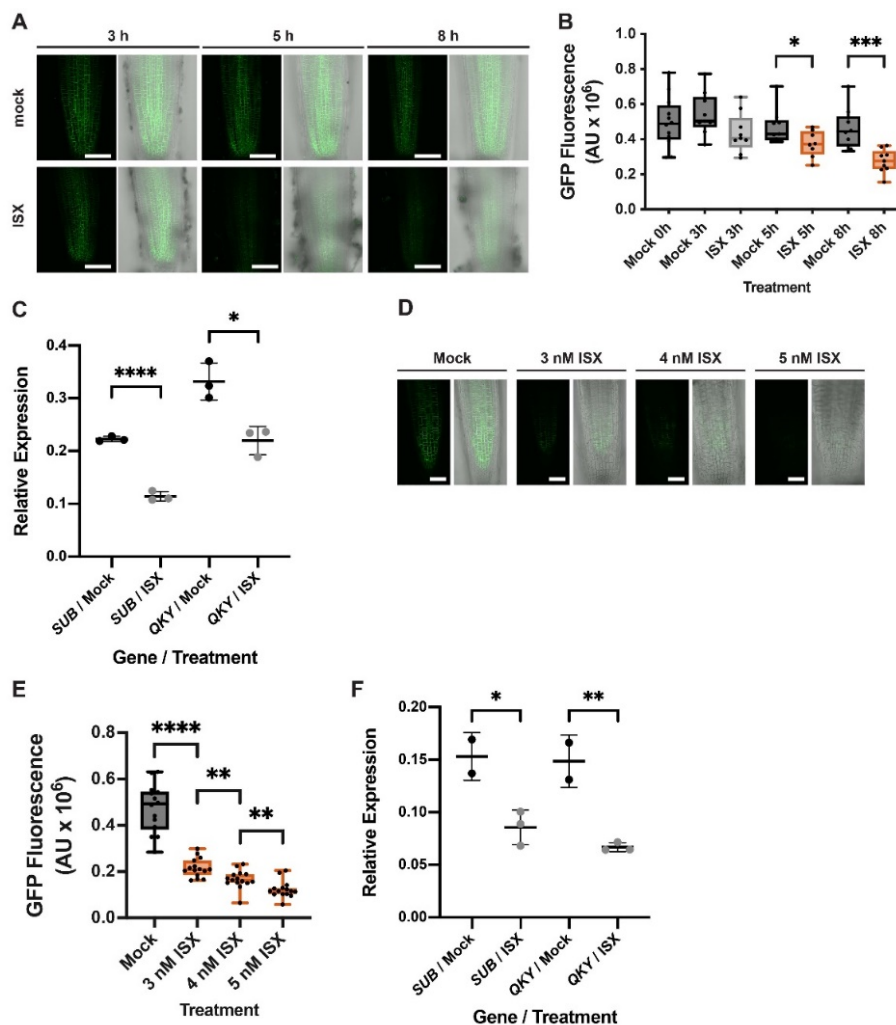 A
3 h 5 h 8 h
mock
ISX
B
GFP Fluorescence
(AU x 10⁶)
1.0
0.8
0.6
0.4
0.2
0.0
* ***
Mock 0h Mock 3h ISX 3h Mock 5h ISX 5h Mock 8h ISX 8h
Treatment
C
Relative Expression
0.4
0.3
0.2
0.1
0.0
**** *
SUB / Mock SUB / ISX QKY / Mock QKY / ISX
Gene / Treatment
D
Mock 3 nM ISX 4 nM ISX 5 nM ISX
E
GFP Fluorescence
(AU x 10⁶)
0.8
0.6
0.4
0.2
0.0
**** ** **
Mock 3 nM ISX 4 nM ISX 5 nM ISX
Treatment
F
Relative Expression
0.20
0.15
0.10
0.05
0.00
* **
SUB / Mock SUB / ISX QKY / Mock QKY / ISX
Gene / Treatment